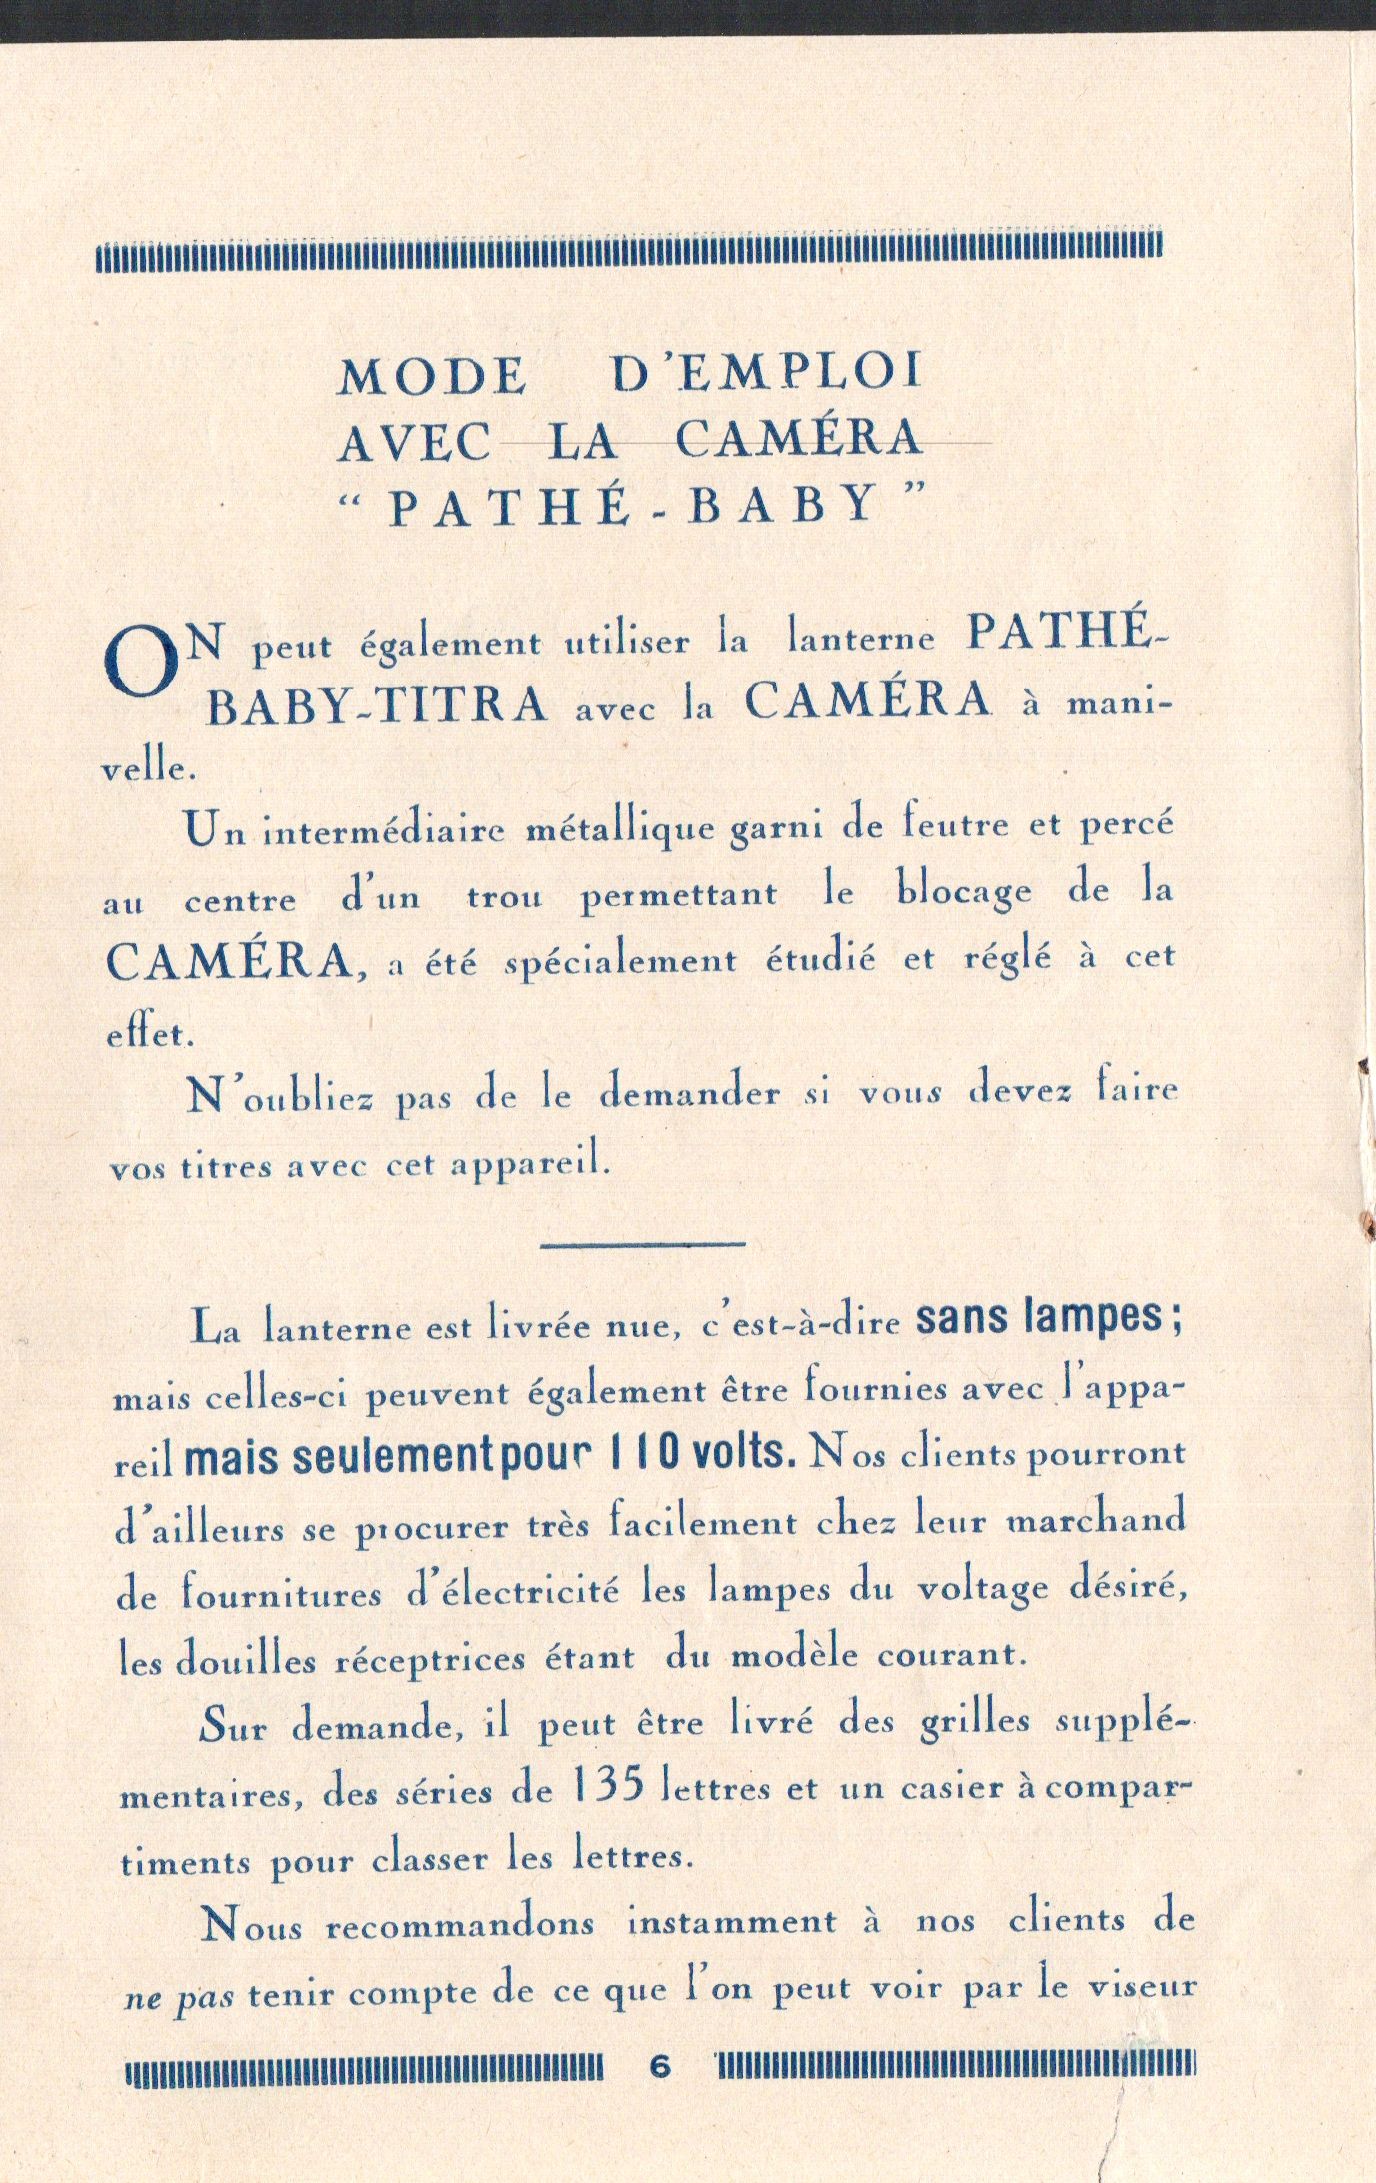 MODE D'EMPLOI
AVEC LA CAMÉRA
“ PATHÉ-BABY ”
ON peut également utiliser la lanterne PATHÉ-
BABY-TITRA avec la CAMÉRA à mani-
velle.
Un intermédiaire métallique garni de feutre et percé
au centre d'un trou permettant le blocage de la
CAMÉRA, a été spécialement étudié et réglé à cet
effet.
N'oubliez pas de le demander si vous devez faire
vos titres avec cet appareil.
La lanterne est livrée nue, c'est-à-dire sans lampes ;
mais celles-ci peuvent également être fournies avec l'appa-
reil mais seulement pour 110 volts. Nos clients pourront
d'ailleurs se procurer très facilement chez leur marchand
de fournitures d'électricité les lampes du voltage désiré,
les douilles réceptrices étant du modèle courant.
Sur demande, il peut être livré des grilles supplé-
mentaires, des séries de 135 lettres et un casier à compar-
timents pour classer les lettres.
Nous recommandons instamment à nos clients de
ne pas tenir compte de ce que l'on peut voir par le viseur
6